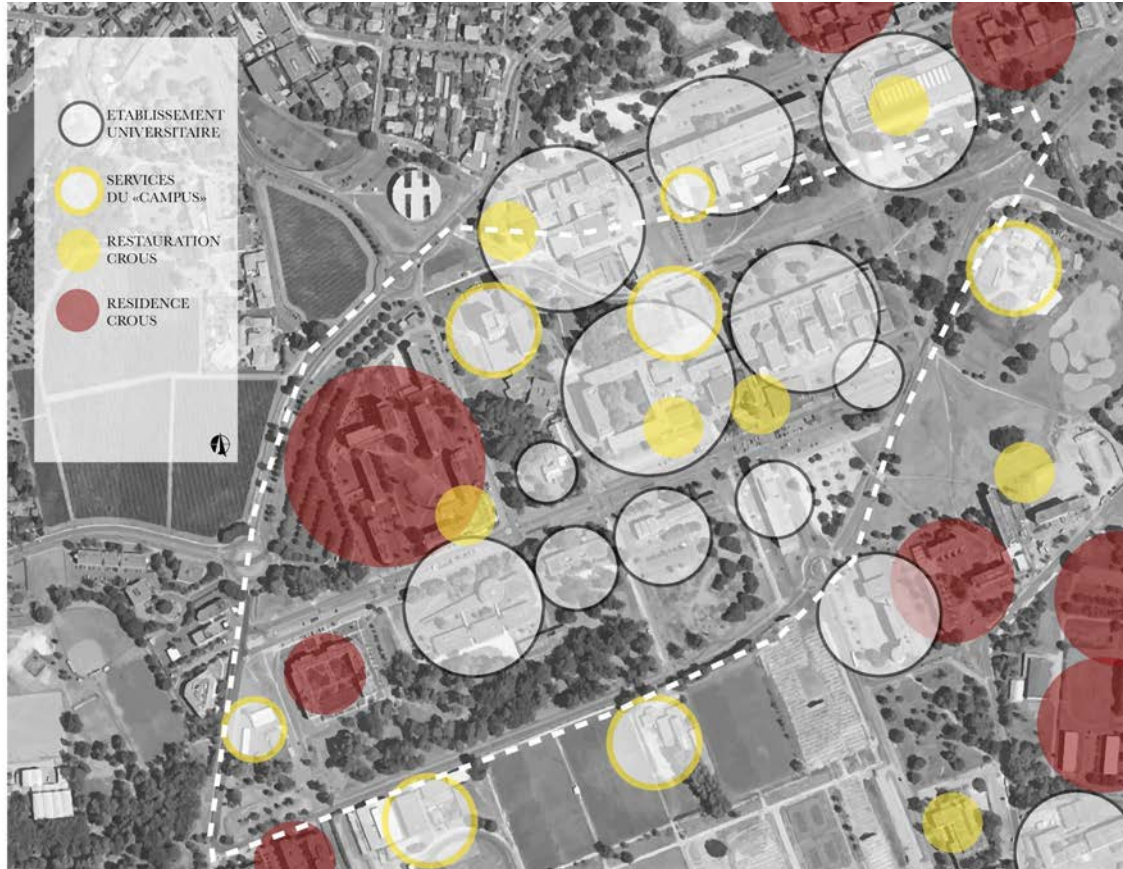 ETABLISSEMENT
UNIVERSITAIRE
SERVICES
DU «CAMPUS»
RESTAURATION
CROUS
RESIDENCE
CROUS